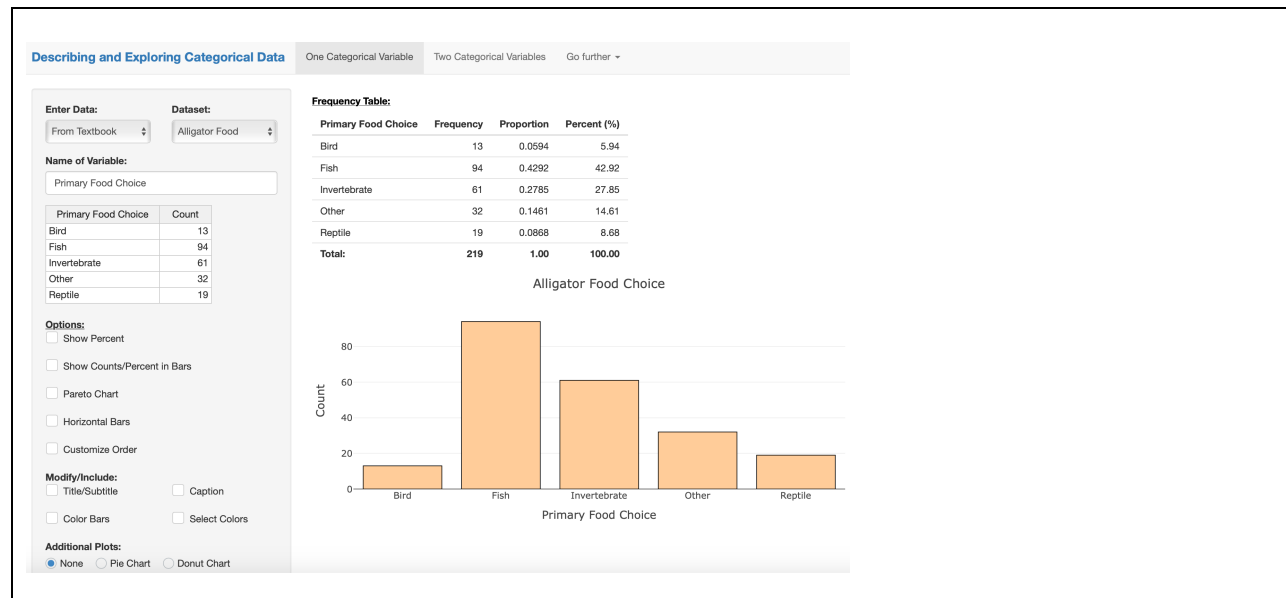 Describing and Exploring Categorical Data One Categorical Variable Two Categorical Variables Go further
Enter Data: Dataset:
From Textbook Alligator Food
Name of Variable:
Primary Food Choice
Primary Food Choice Count
Bird 13
Fish 94
Invertebrate 61
Other 32
Reptile 19
Options:
Show Percent
Show Counts/Percent in Bars
Pareto Chart
Horizontal Bars
Customize Order
Modify/Include:
Title/Subtitle Caption
Color Bars Select Colors
Additional Plots:
None Pie Chart Donut Chart
Frequency Table:
Primary Food Choice Frequency Proportion Percent (%)
Bird 13 0.0594 5.94
Fish 94 0.4292 42.92
Invertebrate 61 0.2785 27.85
Other 32 0.1461 14.61
Reptile 19 0.0868 8.68
Total: 219 1.00 100.00
Alligator Food Choice
80
60
40
20
0
Count
Bird Fish Invertebrate Other Reptile
Primary Food Choice